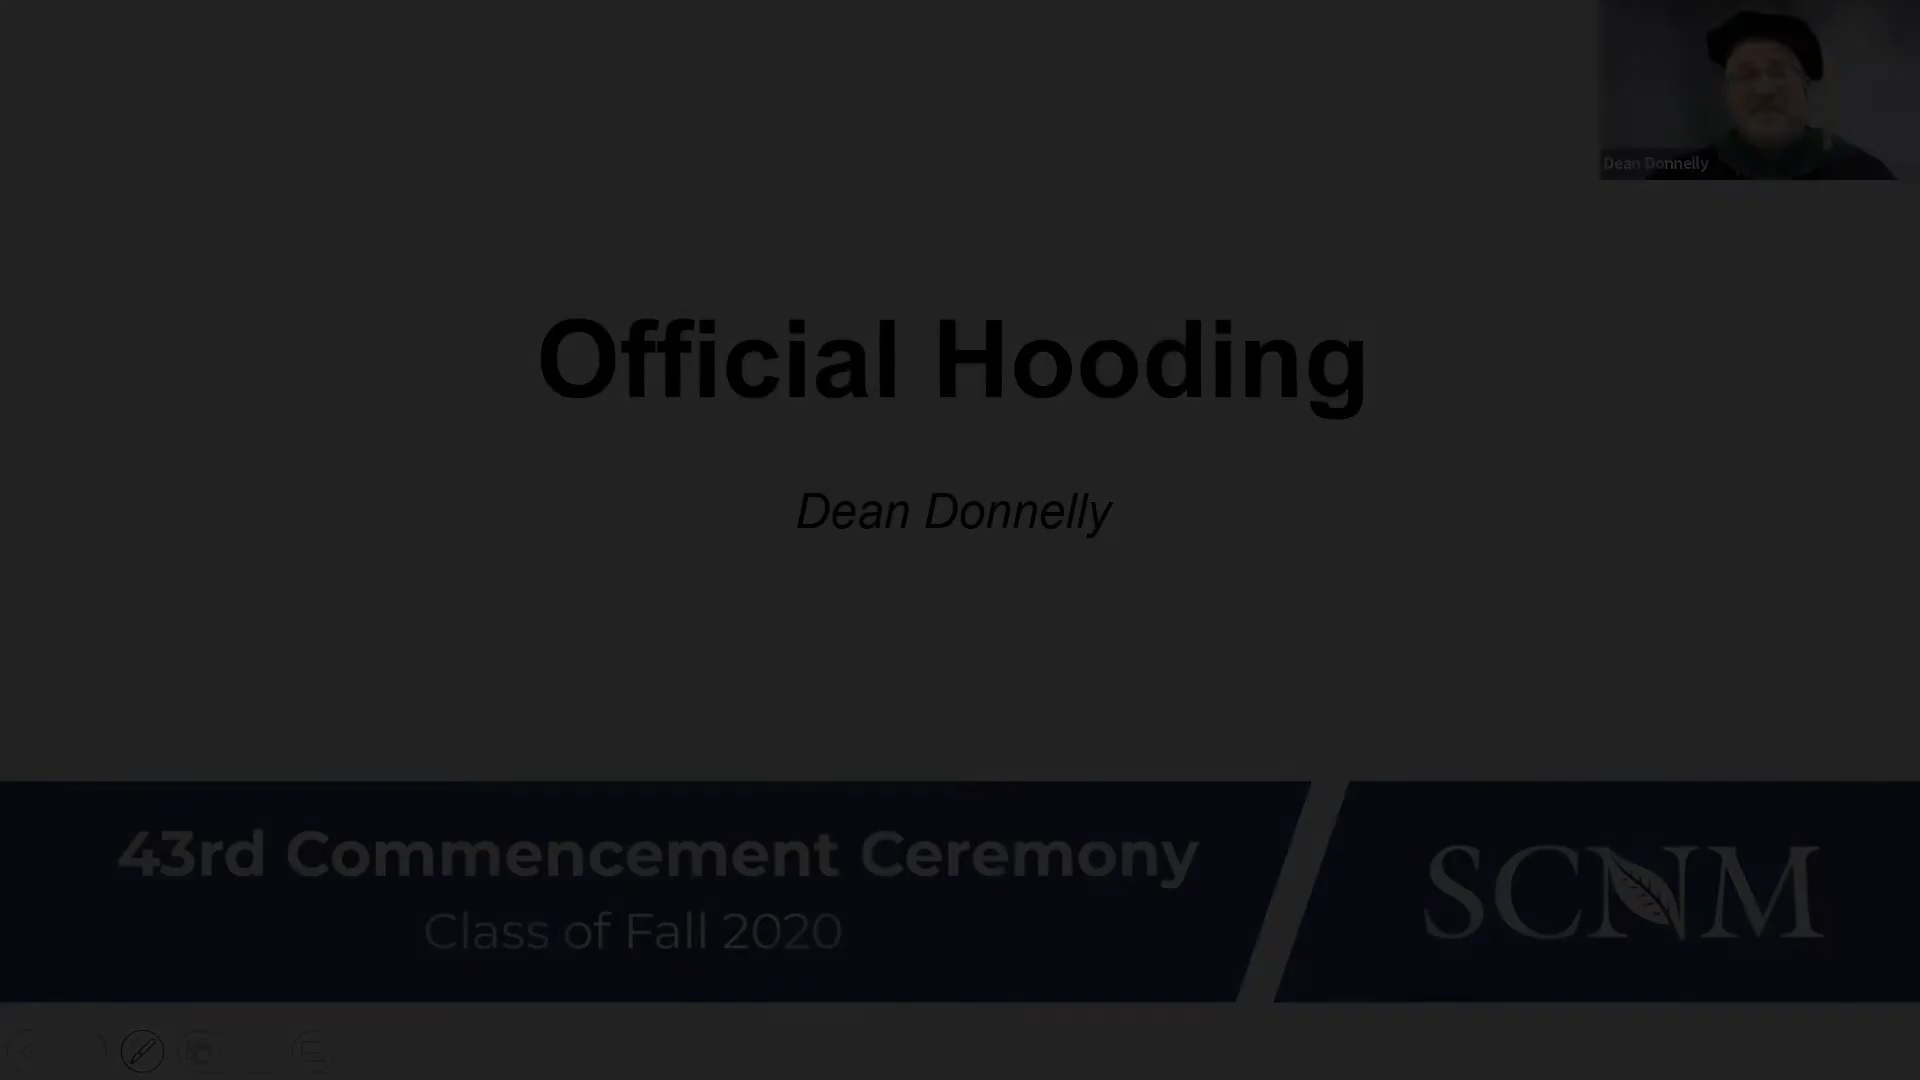 Dean Donnelly
Official Hooding
Dean Donnelly
43rd Commencement Ceremony
Class of Fall 2020
SCNM